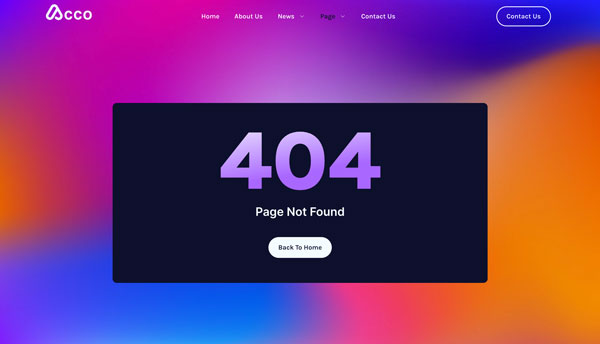 Acco
Home About Us News Page Contact Us
Contact Us
404
Page Not Found
Back To Home